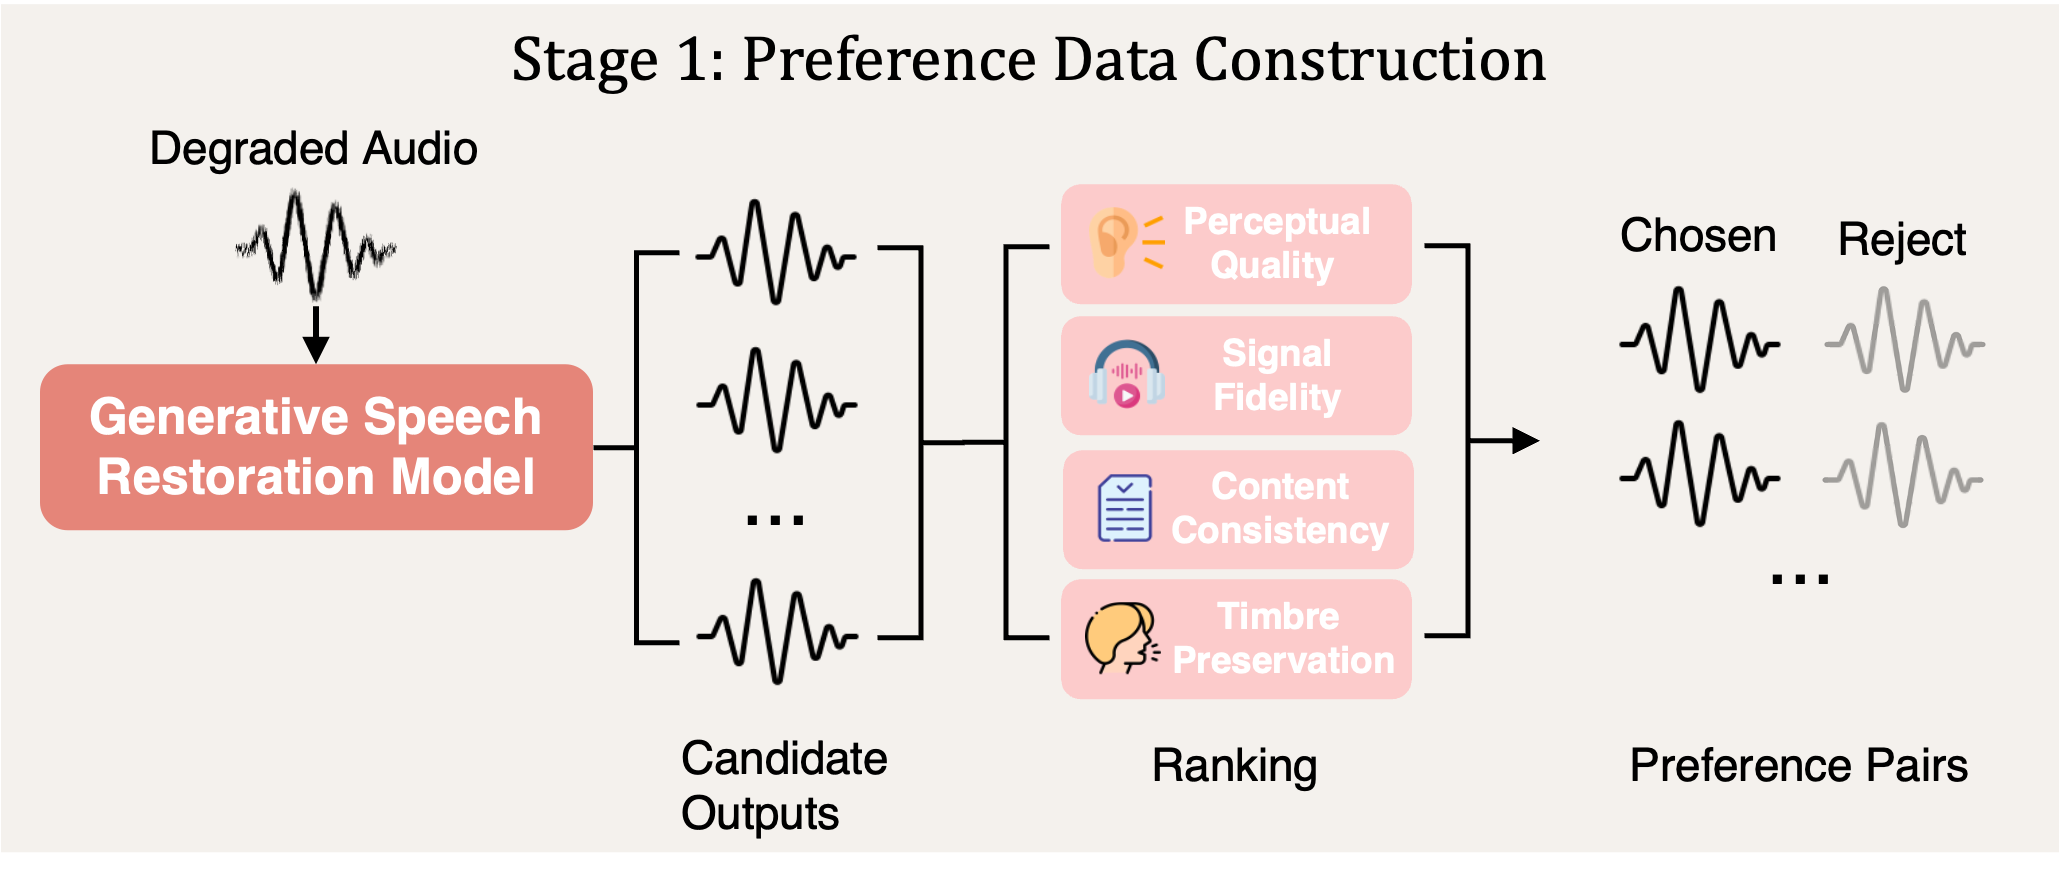 Stage 1: Preference Data Construction
Degraded Audio
Generative Speech
Restoration Model
...
Candidate
Outputs
Perceptual
Quality
Signal
Fidelity
Content
Consistency
Timbre
Preservation
Ranking
Chosen
Reject
...
Preference Pairs